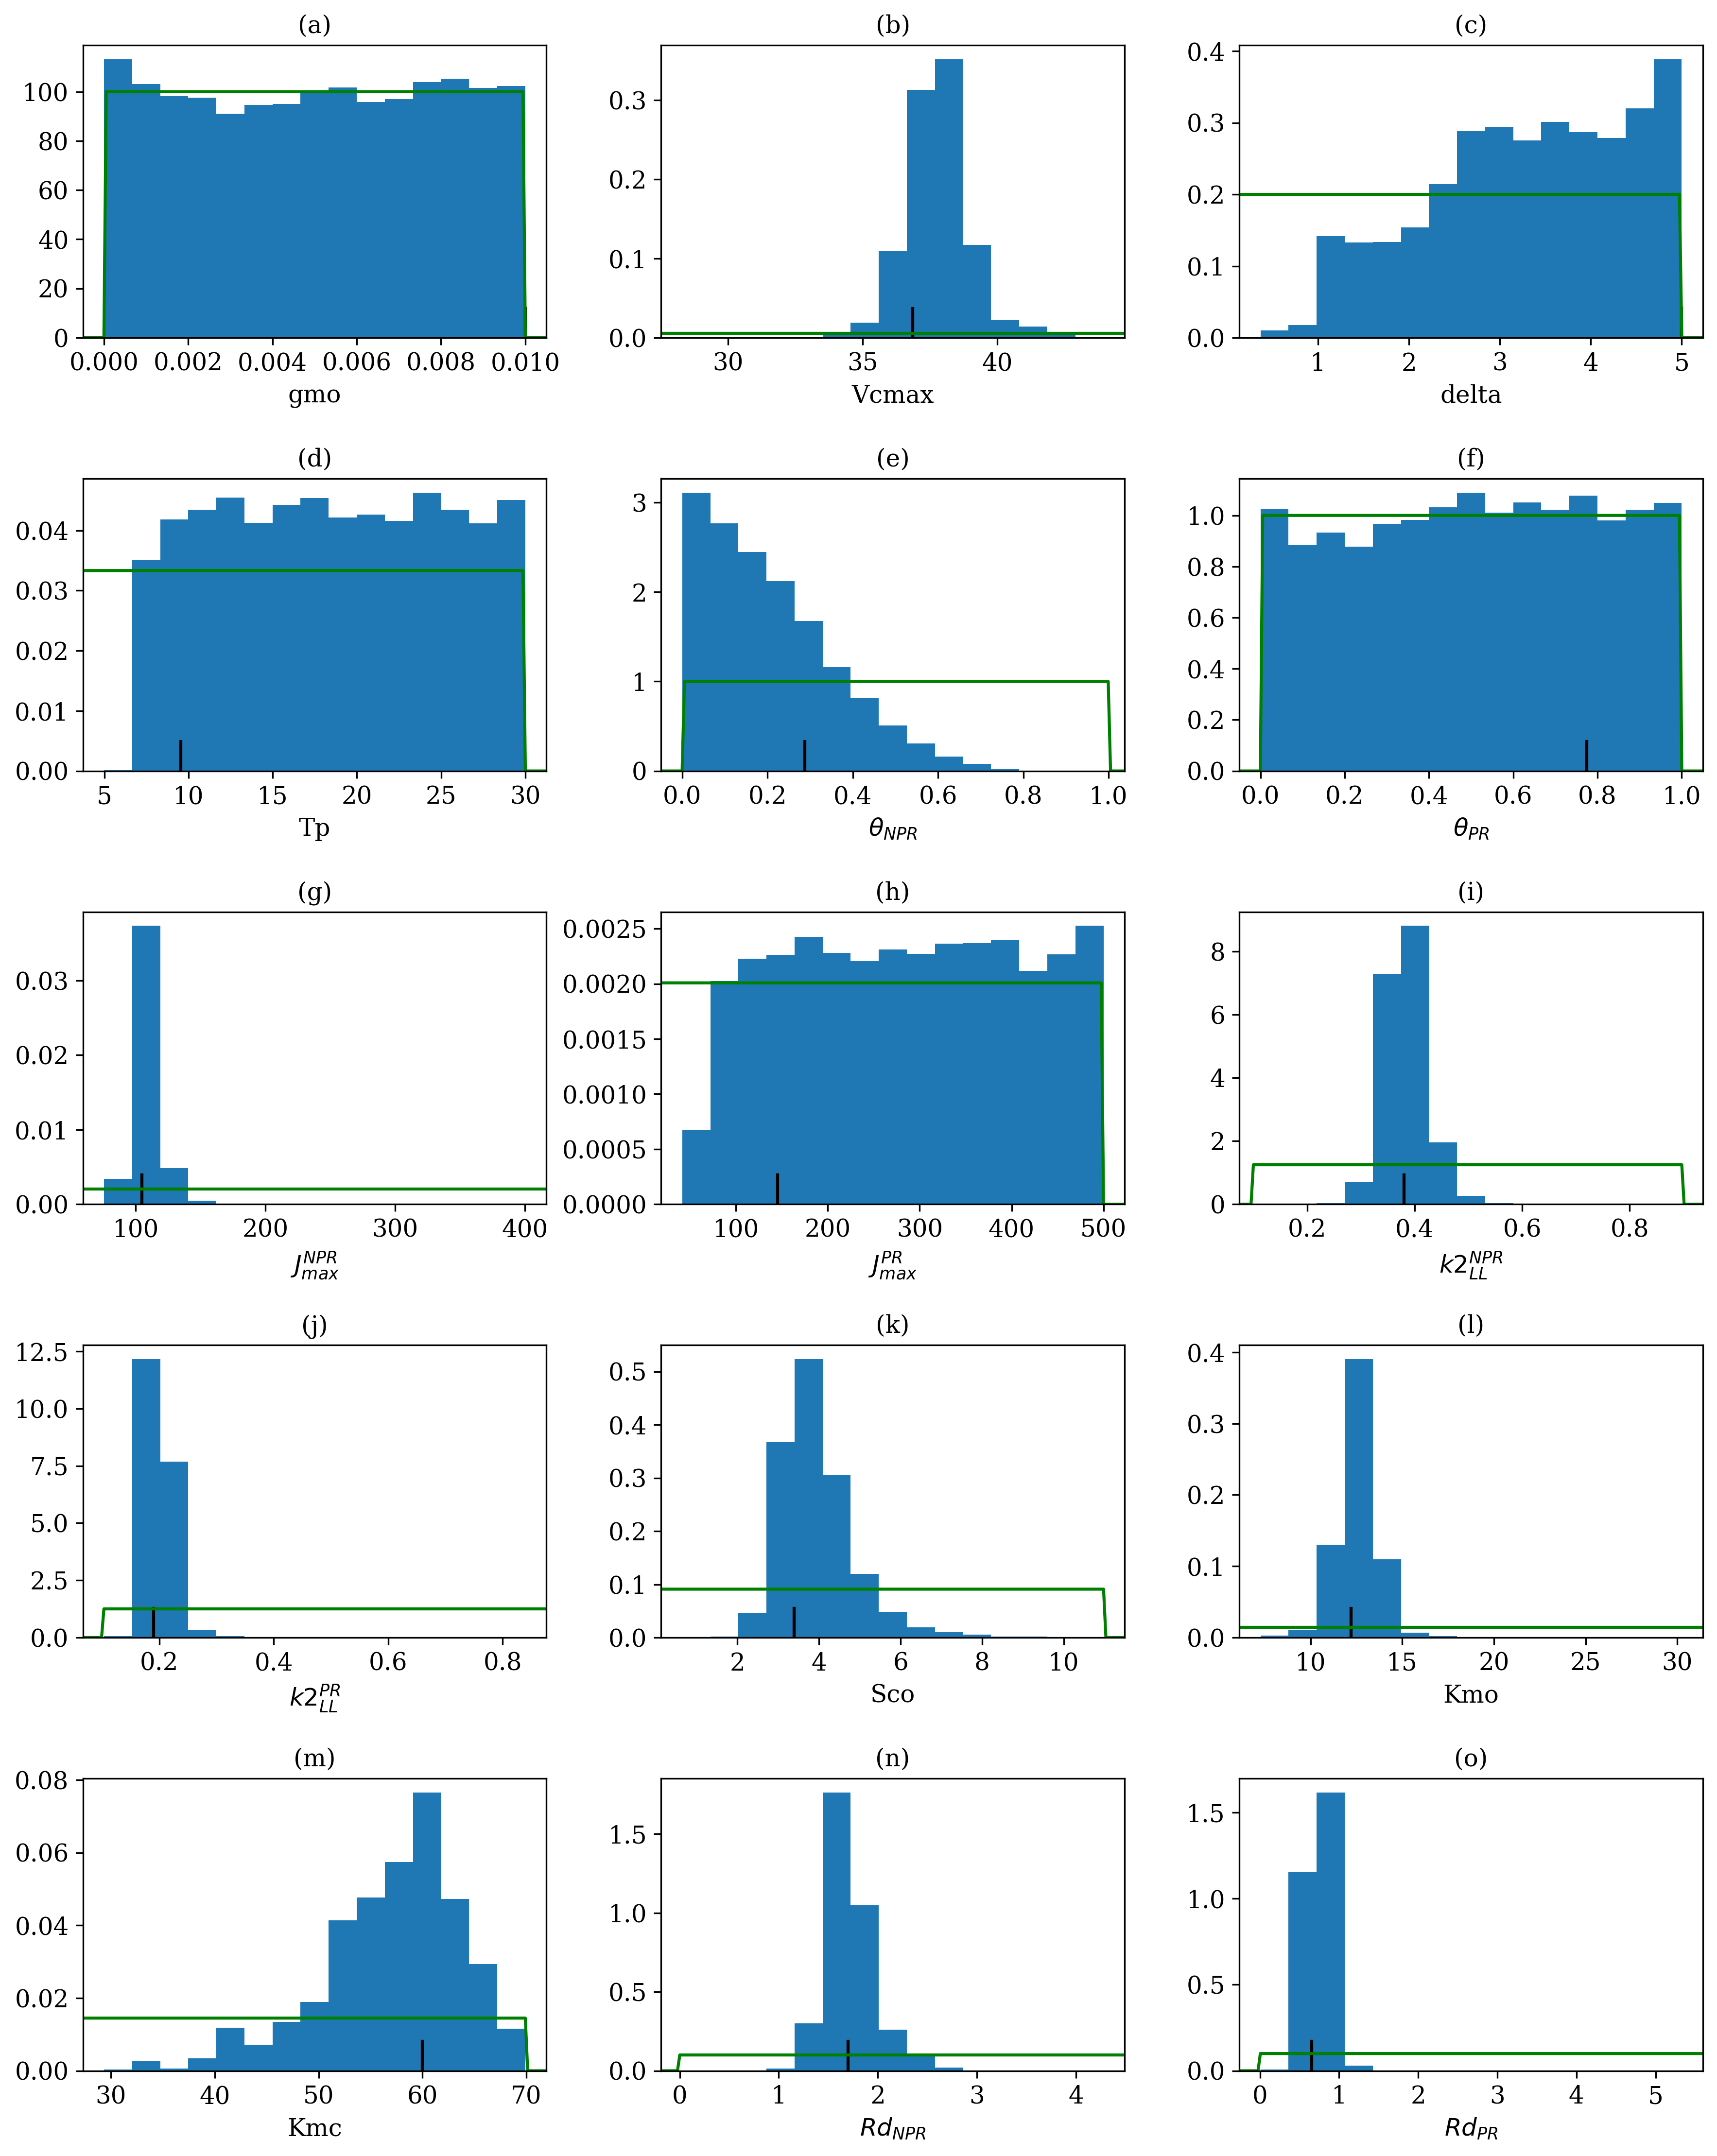 (a)
100
80
60
40
20
0
0.000 0.002 0.004 0.006 0.008 0.010
gmo
(b)
0.3
0.2
0.1
0.0
30 35 40
Vcmax
(c)
0.4
0.3
0.2
0.1
0.0
1 2 3 4 5
delta
(d)
0.04
0.03
0.02
0.01
0.00
5 10 15 20 25 30
Tp
(e)
3
2
1
0
0.0 0.2 0.4 0.6 0.8 1.0
θ_NPR
(f)
1.0
0.8
0.6
0.4
0.2
0.0
0.0 0.2 0.4 0.6 0.8 1.0
θ_PR
(g)
0.03
0.02
0.01
0.00
100 200 300 400
J_max^NPR
(h)
0.0025
0.0020
0.0015
0.0010
0.0005
0.0000
100 200 300 400 500
J_max^PR
(i)
8
6
4
2
0
0.2 0.4 0.6 0.8
k2_LL^NPR
(j)
12.5
10.0
7.5
5.0
2.5
0.0
0.2 0.4 0.6 0.8
k2_LL^PR
(k)
0.5
0.4
0.3
0.2
0.1
0.0
2 4 6 8 10
Sco
(l)
0.4
0.3
0.2
0.1
0.0
10 15 20 25 30
Kmo
(m)
0.08
0.06
0.04
0.02
0.00
30 40 50 60 70
Kmc
(n)
1.5
1.0
0.5
0.0
0 1 2 3 4
Rd_NPR
(o)
1.5
1.0
0.5
0.0
0 1 2 3 4 5
Rd_PR